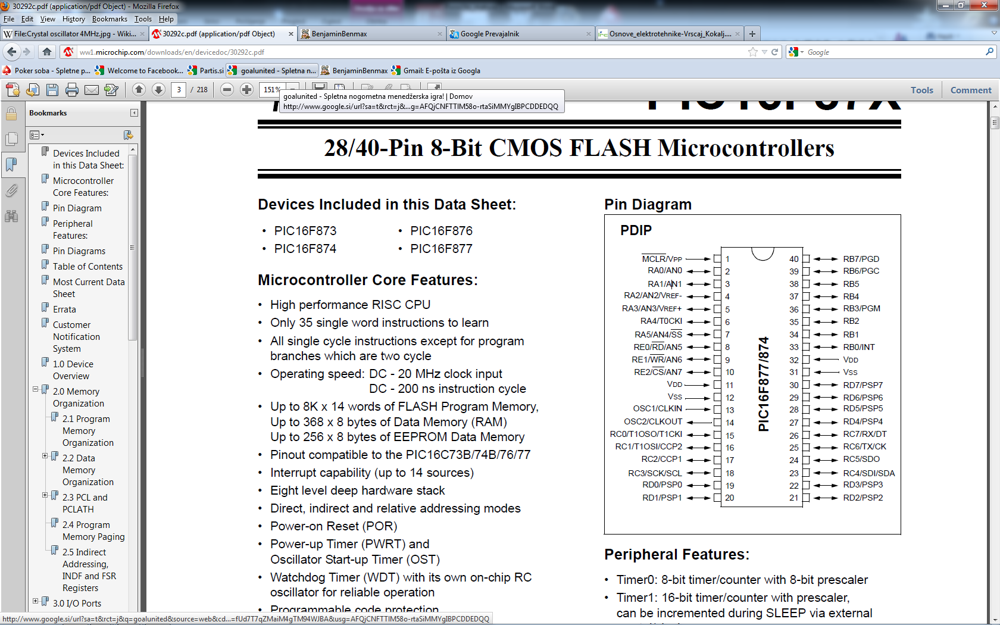 30292c.pdf (application/pdf Object) - Mozilla Firefox
File Edit View History Bookmarks Tools Help
File:Crystal oscillator 4MHz.jpg - Wiki...
30292c.pdf (application/pdf Object)
BenjaminBenmax
Google Prevajalnik
Osnove_elektrotehnike-Vrscaj_Kokalj....
ww1.microchip.com/downloads/en/devicedoc/30292c.pdf
Google
Poker soba - Spletne p...
Welcome to Facebook...
Partis.si
goalunited - Spletna n...
BenjaminBenmax
Gmail: E-pošta iz Googla
3 / 218
151%
Tools
Comment
goalunited - Spletna nogometna menedžerska igra! | Domov
http://www.google.si/url?sa=t&rct=j&...g=AFQjCNFTTIM58o-rtaSiMMYgIBPCDDEDQQ
Bookmarks
Devices Included
in this Data Sheet:
Microcontroller
Core Features:
Pin Diagram
Peripheral
Features:
Pin Diagrams
Table of Contents
Most Current Data
Sheet
Errata
Customer
Notification
System
1.0 Device
Overview
2.0 Memory
Organization
2.1 Program
Memory
Organization
2.2 Data
Memory
Organization
2.3 PCL and
PCLATH
2.4 Program
Memory Paging
2.5 Indirect
Addressing,
INDF and FSR
Registers
3.0 I/O Ports
PIC16F87X
28/40-Pin 8-Bit CMOS FLASH Microcontrollers
Devices Included in this Data Sheet:
• PIC16F873 • PIC16F876
• PIC16F874 • PIC16F877
Microcontroller Core Features:
• High performance RISC CPU
• Only 35 single word instructions to learn
• All single cycle instructions except for program
branches which are two cycle
• Operating speed: DC - 20 MHz clock input
DC - 200 ns instruction cycle
• Up to 8K x 14 words of FLASH Program Memory,
Up to 368 x 8 bytes of Data Memory (RAM)
Up to 256 x 8 bytes of EEPROM Data Memory
• Pinout compatible to the PIC16C73B/74B/76/77
• Interrupt capability (up to 14 sources)
• Eight level deep hardware stack
• Direct, indirect and relative addressing modes
• Power-on Reset (POR)
• Power-up Timer (PWRT) and
Oscillator Start-up Timer (OST)
• Watchdog Timer (WDT) with its own on-chip RC
oscillator for reliable operation
• Programmable code protection
Pin Diagram
PDIP
MCLR/VPP 1 40 RB7/PGD
RA0/AN0 2 39 RB6/PGC
RA1/AN1 3 38 RB5
RA2/AN2/VREF- 4 37 RB4
RA3/AN3/VREF+ 5 36 RB3/PGM
RA4/T0CKI 6 35 RB2
RA5/AN4/SS 7 34 RB1
RE0/RD/AN5 8 33 RB0/INT
RE1/WR/AN6 9 32 VDD
RE2/CS/AN7 10 31 VSS
VDD 11 30 RD7/PSP7
VSS 12 29 RD6/PSP6
OSC1/CLKIN 13 28 RD5/PSP5
OSC2/CLKOUT 14 27 RD4/PSP4
RC0/T1OSO/T1CKI 15 26 RC7/RX/DT
RC1/T1OSI/CCP2 16 25 RC6/TX/CK
RC2/CCP1 17 24 RC5/SDO
RC3/SCK/SCL 18 23 RC4/SDI/SDA
RD0/PSP0 19 22 RD3/PSP3
RD1/PSP1 20 21 RD2/PSP2
PIC16F877/874
Peripheral Features:
• Timer0: 8-bit timer/counter with 8-bit prescaler
• Timer1: 16-bit timer/counter with prescaler,
can be incremented during SLEEP via external
http://www.google.si/url?sa=t&rct=j&q=goalunited&source=web&cd...=fUd7T7qZMaiM4gTM94WJBA&usg=AFQjCNFTTIM58o-rtaSiMMYgIBPCDDEDQQ